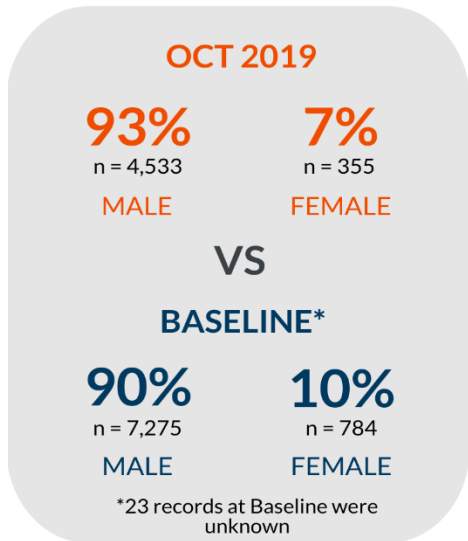 OCT 2019
93% 7%
n = 4,533 n = 355
MALE FEMALE
VS
BASELINE*
90% 10%
n = 7,275 n = 784
MALE FEMALE
*23 records at Baseline were
unknown